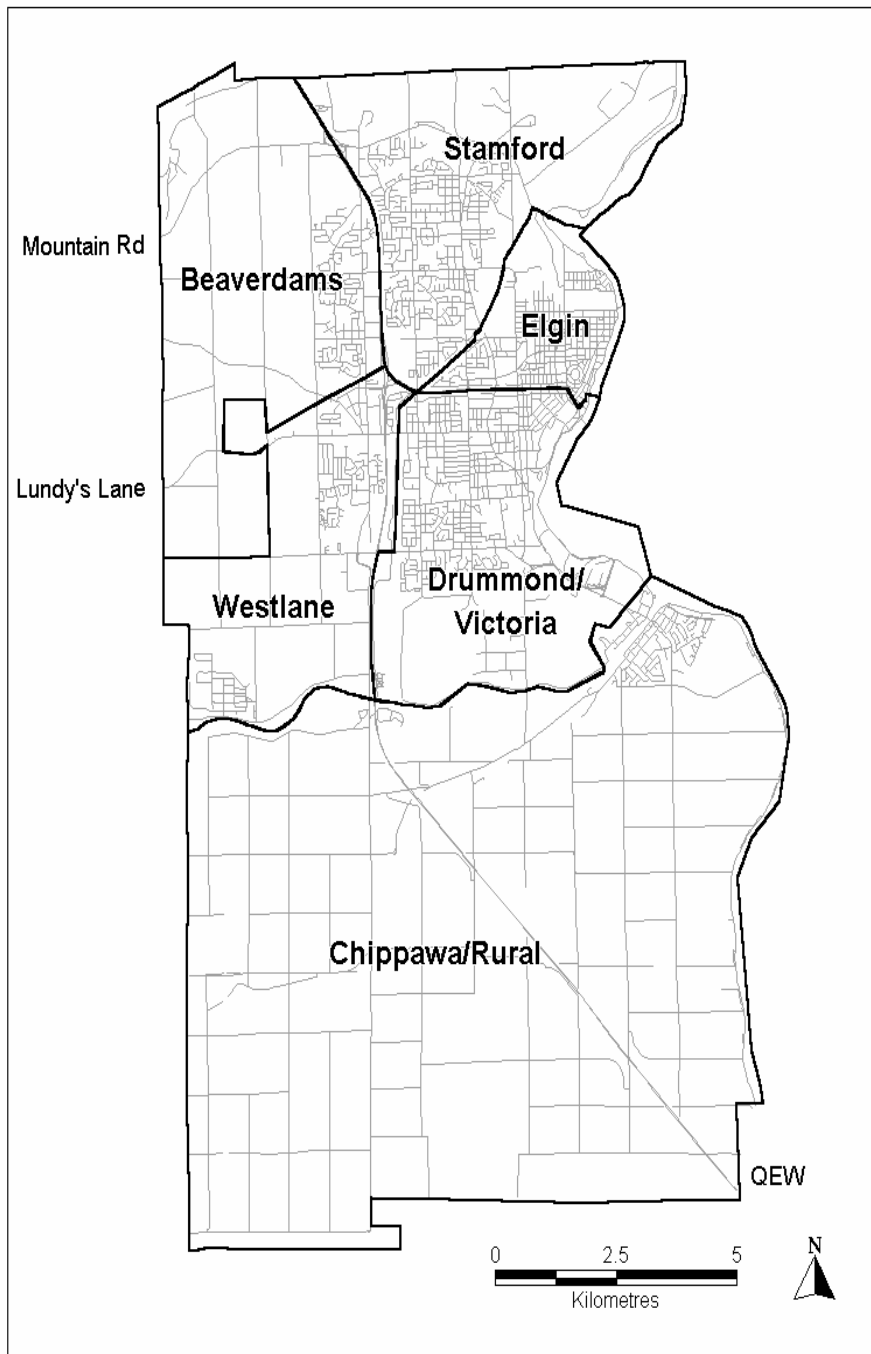 Stamford
Mountain Rd
Beaverdams
Elgin
Lundy's Lane
Drummond/
Victoria
Westlane
Chippawa/Rural
QEW
0 2.5 5
Kilometres
N